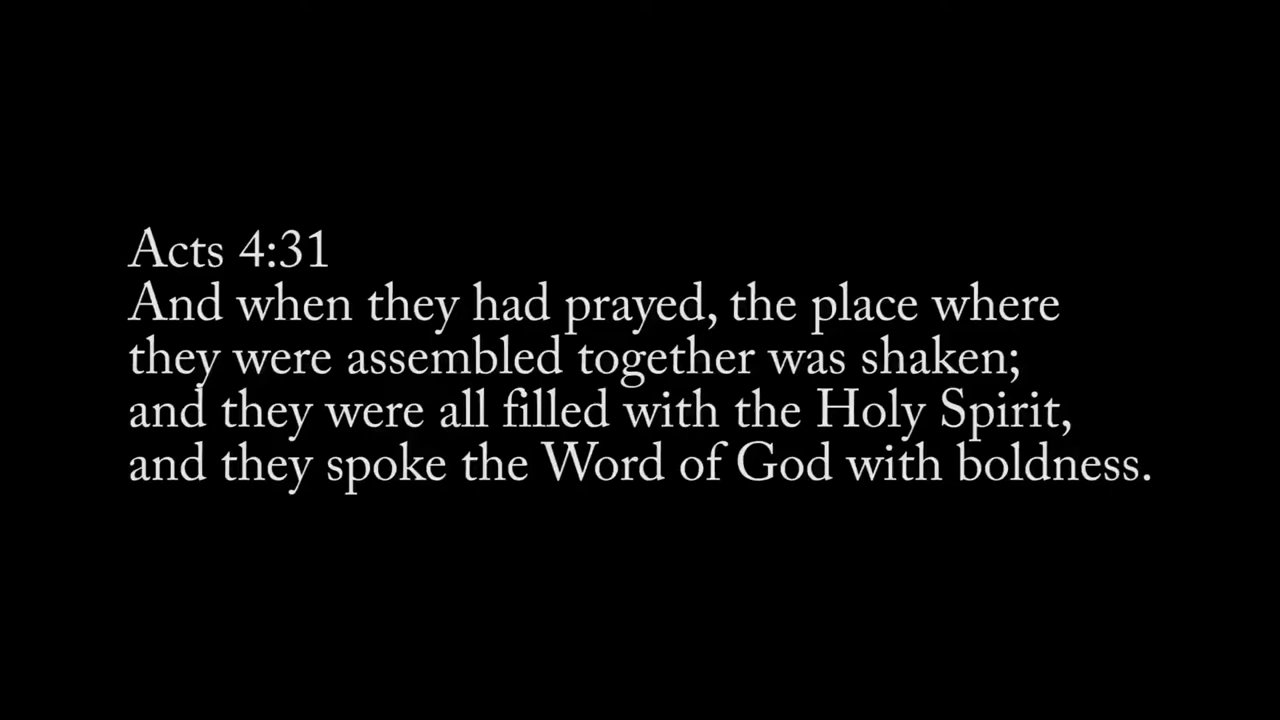 Acts 4:31
And when they had prayed, the place where
they were assembled together was shaken;
and they were all filled with the Holy Spirit,
and they spoke the Word of God with boldness.